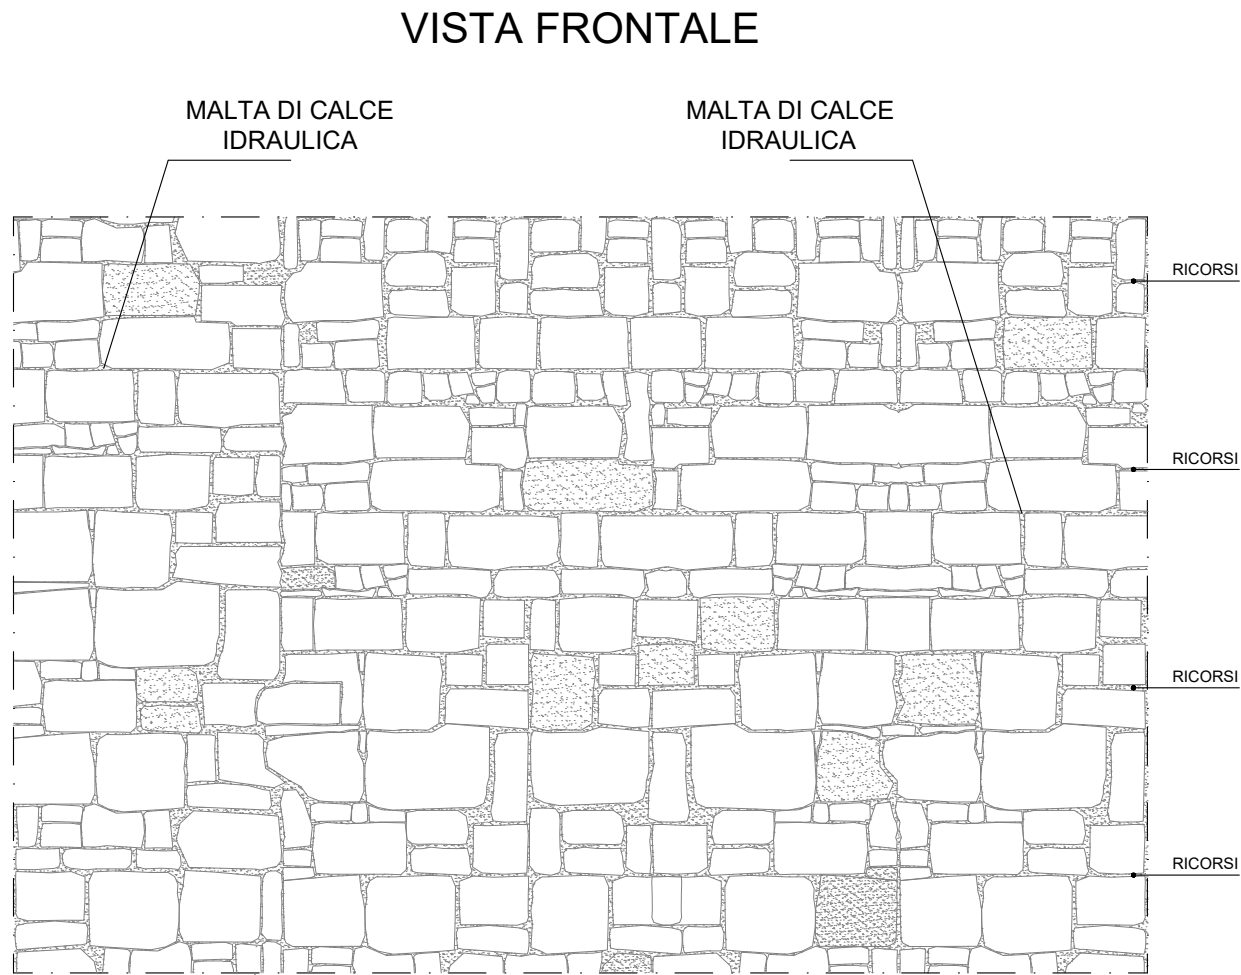 VISTA FRONTALE
MALTA DI CALCE
IDRAULICA
MALTA DI CALCE
IDRAULICA
RICORSI
RICORSI
RICORSI
RICORSI